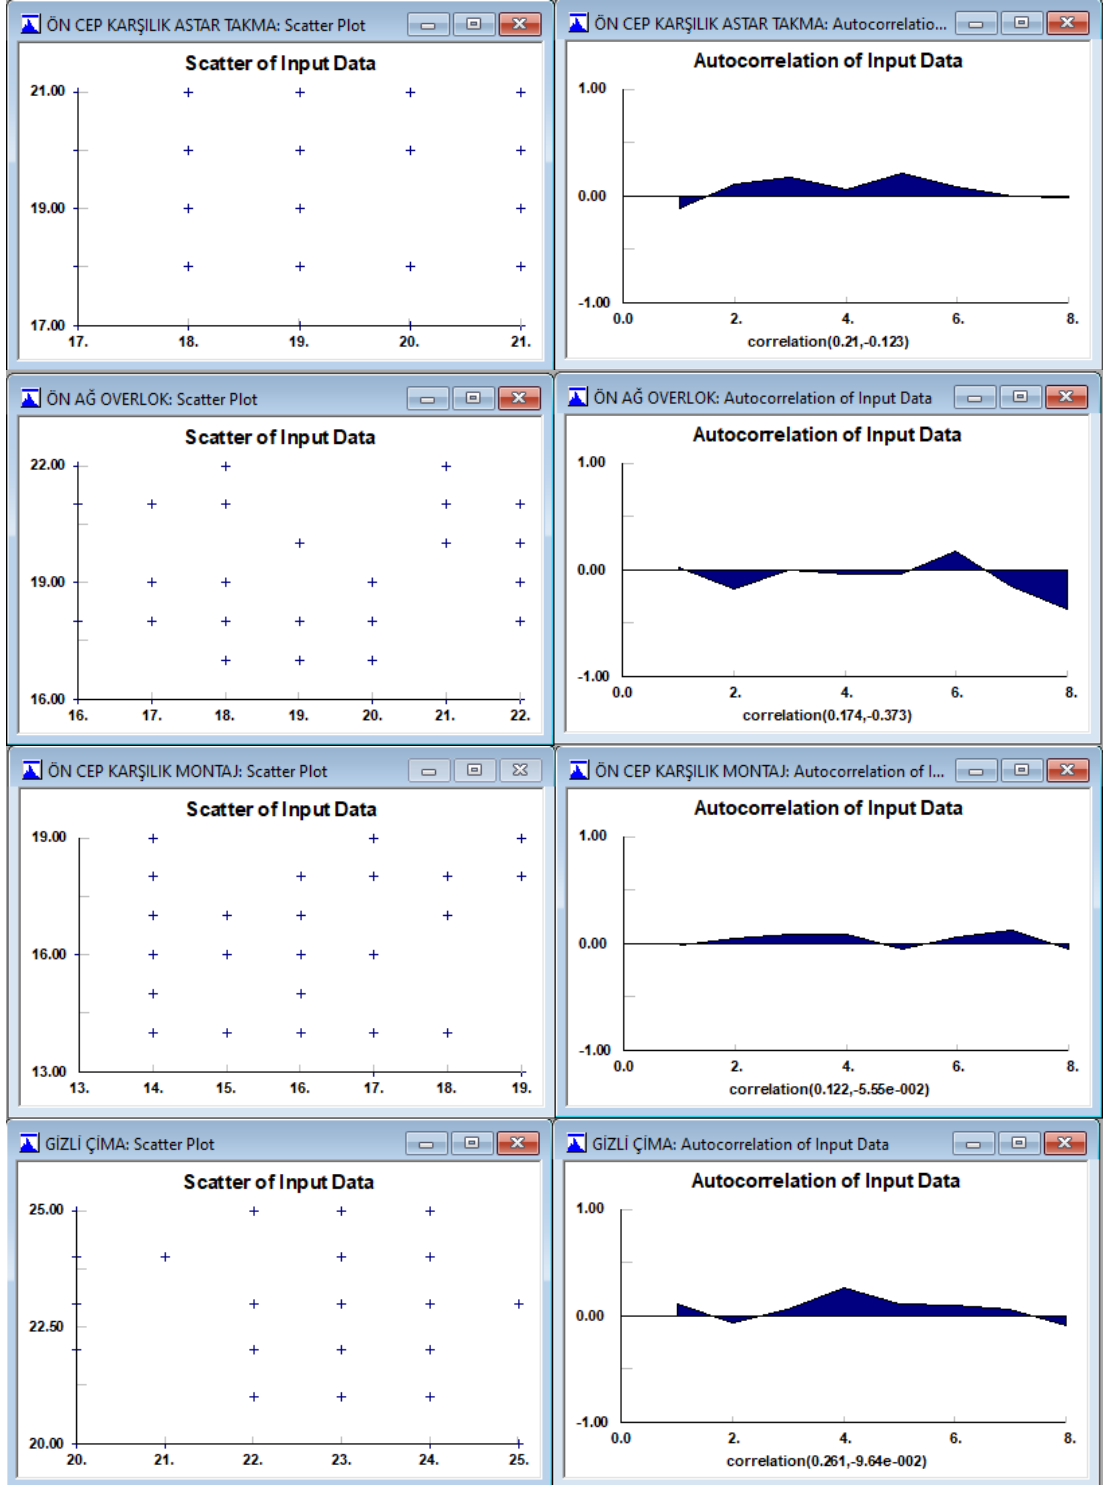 ÖN CEP KARŞILIK ASTAR TAKMA: Scatter Plot
Scatter of Input Data
21.00
19.00
17.00
17. 18. 19. 20. 21.
ÖN CEP KARŞILIK ASTAR TAKMA: Autocorrelatio...
Autocorrelation of Input Data
1.00
0.00
-1.00
0.0 2. 4. 6. 8.
correlation(0.21,-0.123)
ÖN AĞ OVERLOK: Scatter Plot
Scatter of Input Data
22.00
19.00
16.00
16. 17. 18. 19. 20. 21. 22.
ÖN AĞ OVERLOK: Autocorrelation of Input Data
Autocorrelation of Input Data
1.00
0.00
-1.00
0.0 2. 4. 6. 8.
correlation(0.174,-0.373)
ÖN CEP KARŞILIK MONTAJ: Scatter Plot
Scatter of Input Data
19.00
16.00
13.00
13. 14. 15. 16. 17. 18. 19.
ÖN CEP KARŞILIK MONTAJ: Autocorrelation of I...
Autocorrelation of Input Data
1.00
0.00
-1.00
0.0 2. 4. 6. 8.
correlation(0.122,-5.55e-002)
GİZLİ ÇİMA: Scatter Plot
Scatter of Input Data
25.00
22.50
20.00
20. 21. 22. 23. 24. 25.
GİZLİ ÇİMA: Autocorrelation of Input Data
Autocorrelation of Input Data
1.00
0.00
-1.00
0.0 2. 4. 6. 8.
correlation(0.261,-9.64e-002)